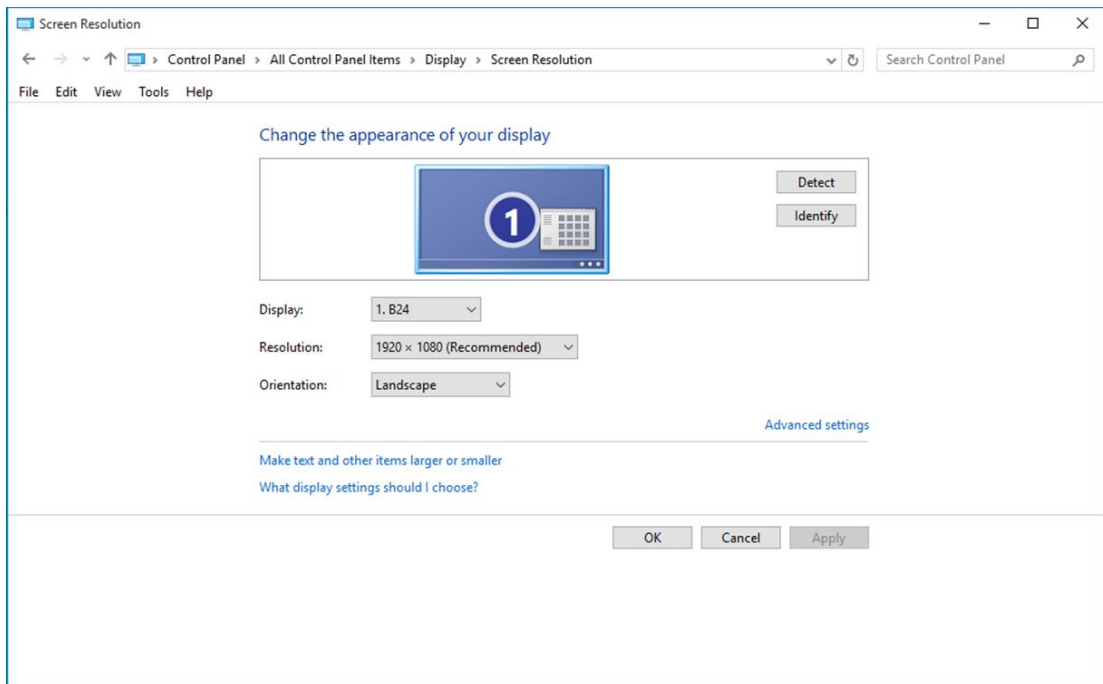 Screen Resolution
Control Panel > All Control Panel Items > Display > Screen Resolution
Search Control Panel
File Edit View Tools Help
Change the appearance of your display
1
Detect
Identify
Display: 1. B24
Resolution: 1920 × 1080 (Recommended)
Orientation: Landscape
Advanced settings
Make text and other items larger or smaller
What display settings should I choose?
OK Cancel Apply